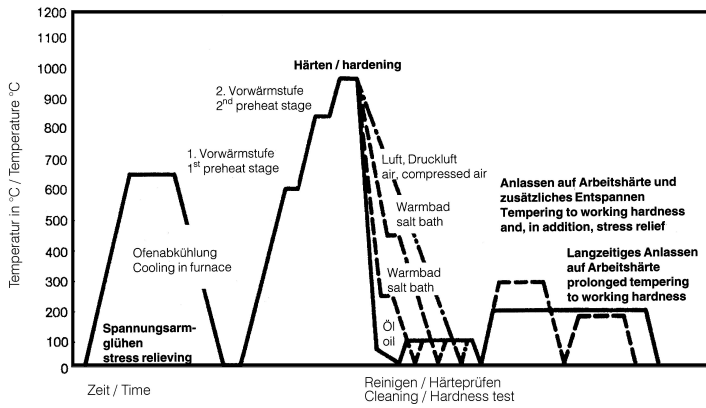 Temperatur in °C / Temperature °C
1200
1100
1000
900
800
700
600
500
400
300
200
100
0
Härten / hardening
2. Vorwärmstufe
2nd preheat stage
1. Vorwärmstufe
1st preheat stage
Luft, Druckluft
air, compressed air
Warmbad
salt bath
Warmbad
salt bath
Öl
oil
Ofenabkühlung
Cooling in furnace
Spannungsarm-
glühen
stress relieving
Anlassen auf Arbeitshärte und
zusätzliches Entspannen
Tempering to working hardness
and, in addition, stress relief
Langzeitiges Anlassen
auf Arbeitshärte
prolonged tempering
to working hardness
Zeit / Time
Reinigen / Härteprüfen
Cleaning / Hardness test